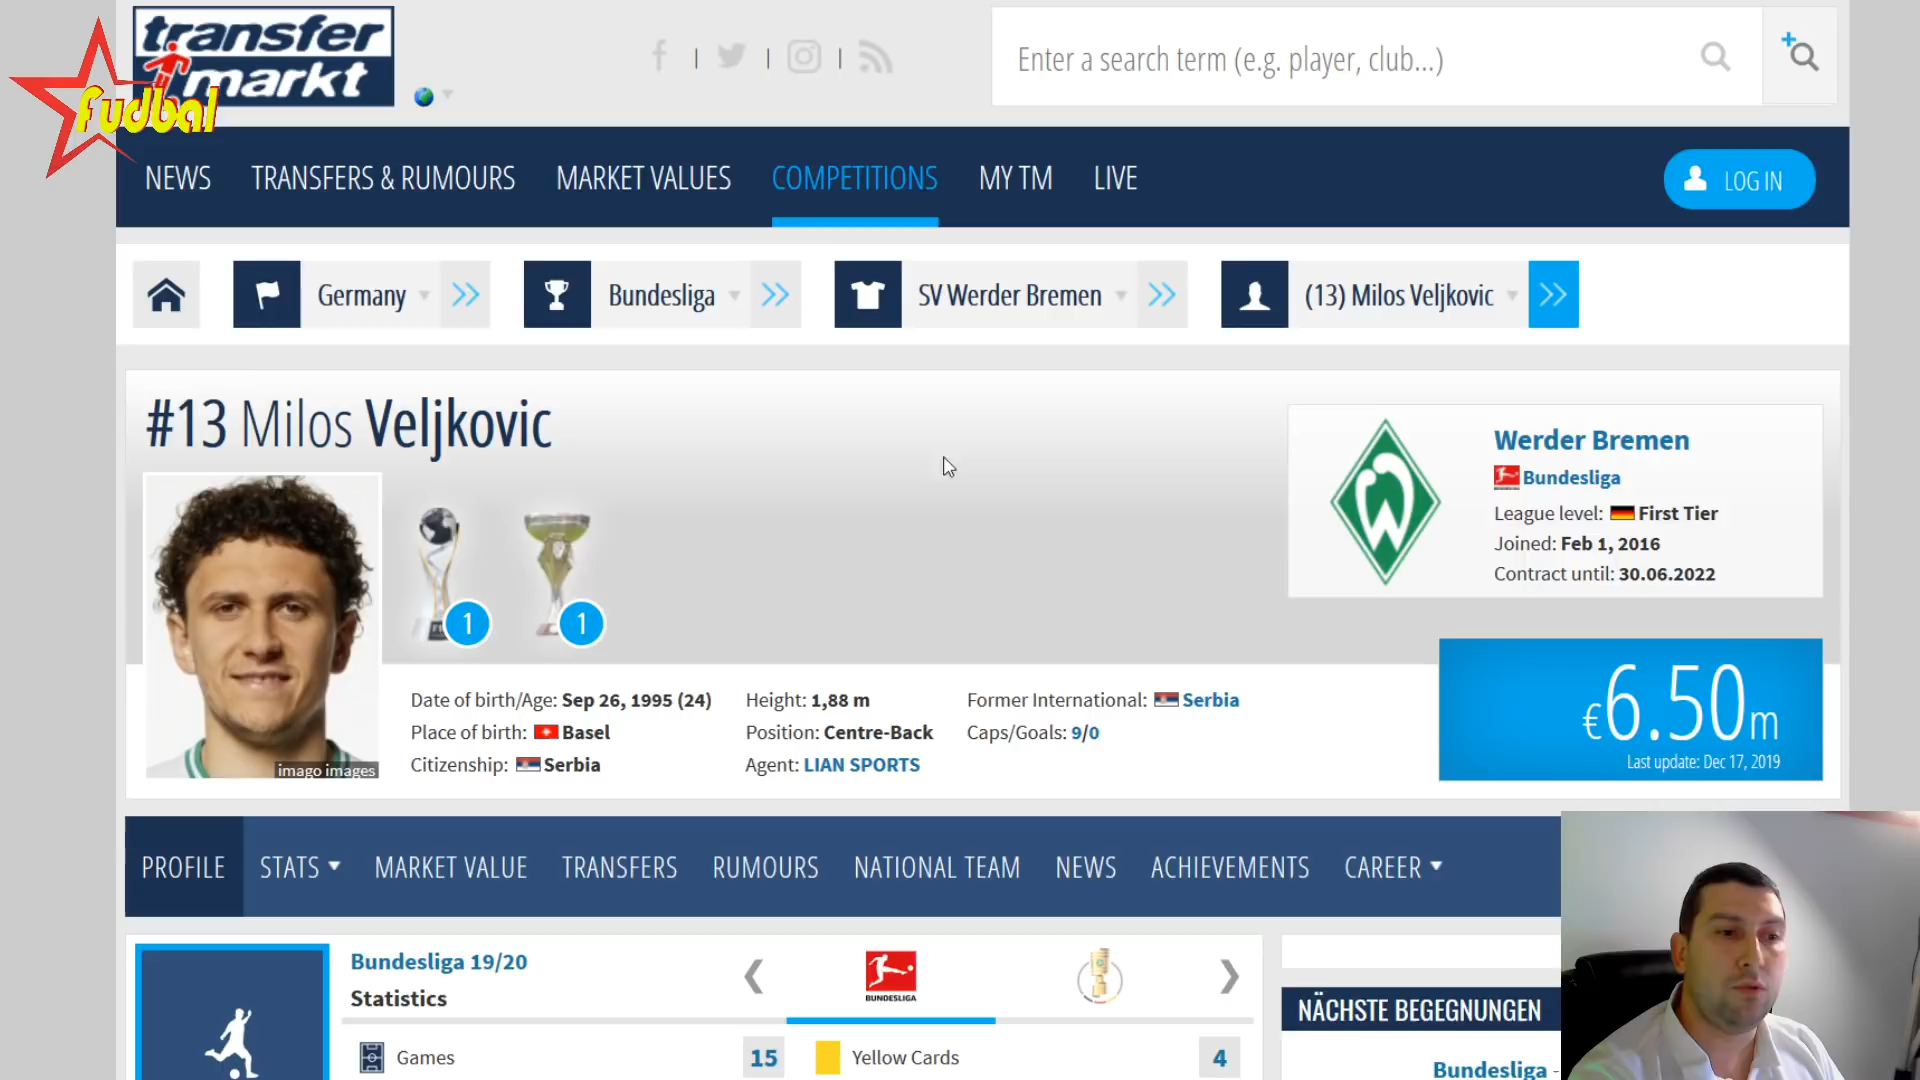 transfer
markt
fudbal
Enter a search term (e.g. player, club...)
NEWS TRANSFERS & RUMOURS MARKET VALUES COMPETITIONS MY TM LIVE LOG IN
Germany Bundesliga SV Werder Bremen (13) Milos Veljkovic
#13 Milos Veljkovic
1 1
imago images
Werder Bremen
Bundesliga
League level: First Tier
Joined: Feb 1, 2016
Contract until: 30.06.2022
Date of birth/Age: Sep 26, 1995 (24) Height: 1,88 m Former International: Serbia
Place of birth: Basel Position: Centre-Back Caps/Goals: 9/0
Citizenship: Serbia Agent: LIAN SPORTS
€6.50m
Last update: Dec 17, 2019
PROFILE STATS MARKET VALUE TRANSFERS RUMOURS NATIONAL TEAM NEWS ACHIEVEMENTS CAREER
Bundesliga 19/20
Statistics
BUNDESLIGA
Games 15 Yellow Cards 4
NÄCHSTE BEGEGNUNGEN
Bundesliga -